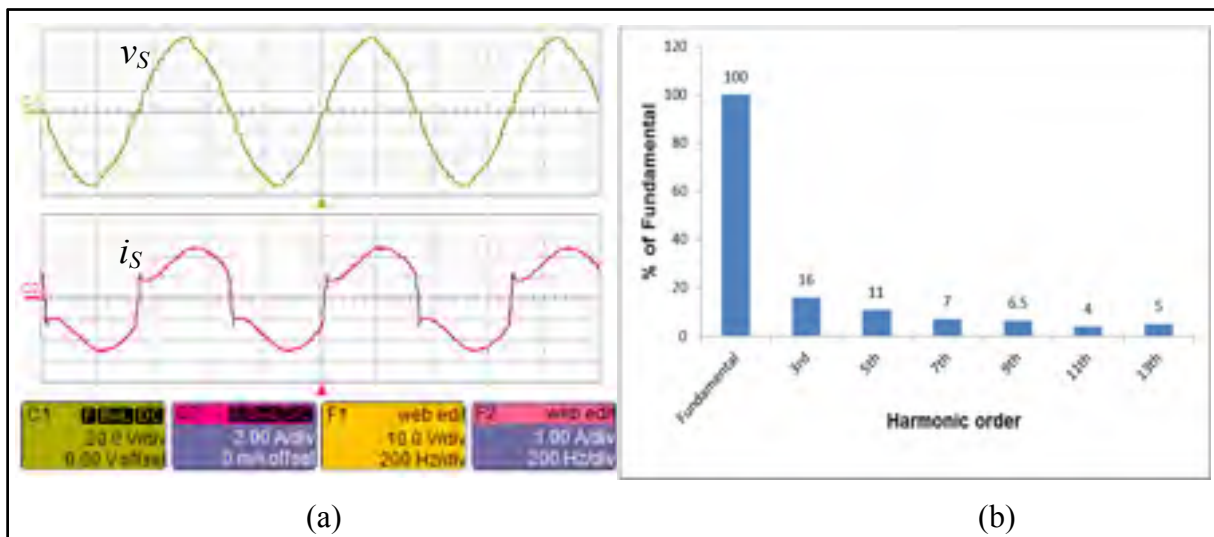 v_S
i_S
C1 DC
20.0 V/div
0.00 V offset
2.00 A/div
0 mA offset
F1 web edit
10.0 V/div
200 Hz/div
F2 web edit
1.00 A/div
200 Hz/div
(a)
% of Fundamental
120
100
80
60
40
20
0
100
16
11
7
6.5
4
5
Fundamental
3rd
5th
7th
9th
11th
13th
Harmonic order
(b)